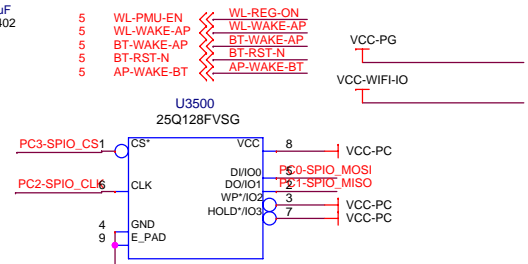 uF
402
5 WL-PMU-EN WL-REG-ON
5 WL-WAKE-AP WL-WAKE-AP
5 BT-WAKE-AP BT-WAKE-AP
5 BT-RST-N BT-RST-N
5 AP-WAKE-BT AP-WAKE-BT
VCC-PG
VCC-WIFI-IO
U3500
25Q128FVSG
PC3-SPIO_CS 1 CS* VCC 8 VCC-PC
DI/IO0 5 PC0-SPIO_MOSI
PC2-SPIO_CLK 6 CLK DO/IO1 2 PC1-SPIO_MISO
WP*/IO2 3 VCC-PC
HOLD*/IO3 7 VCC-PC
4 GND
9 E_PAD